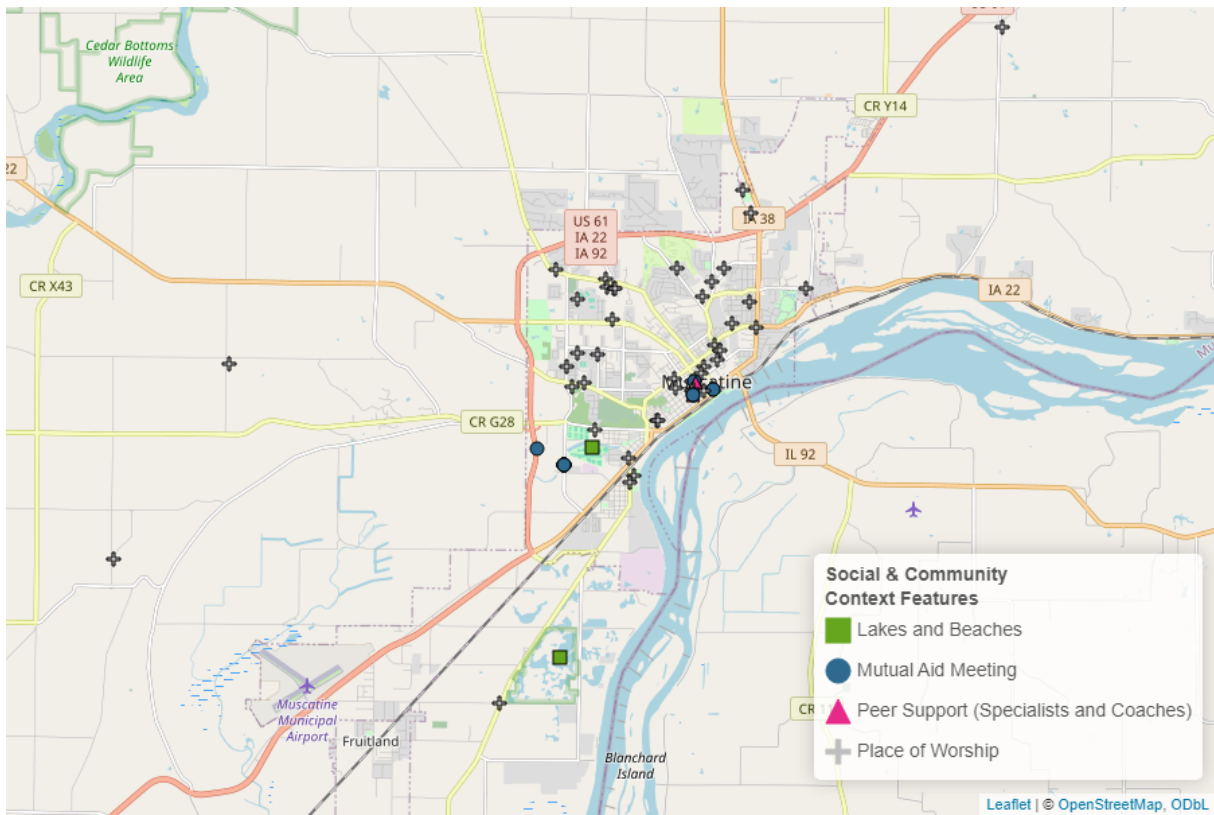 Cedar Bottoms
Wildlife
Area
CR Y14
22
IA 38
US 61
IA 22
IA 92
CR X43
IA 22
Muscatine
CR G28
IL 92
Muscatine
Municipal
Airport
Fruitland
Blanchard
Island
Social & Community
Context Features
Lakes and Beaches
Mutual Aid Meeting
Peer Support (Specialists and Coaches)
Place of Worship
Leaflet | © OpenStreetMap, ODbL